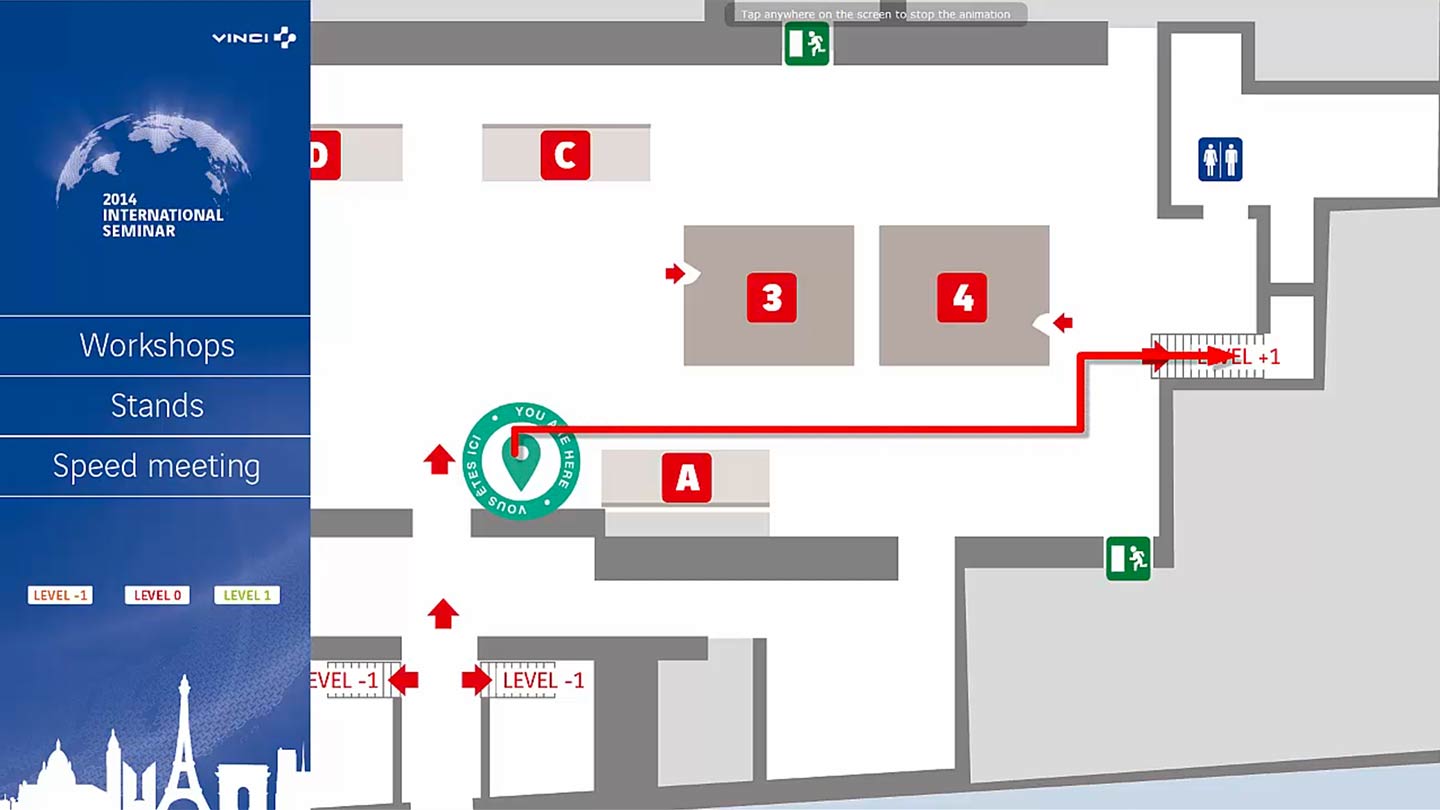 Tap anywhere on the screen to stop the animation
VINCI
2014
INTERNATIONAL
SEMINAR
Workshops
Stands
Speed meeting
LEVEL -1
LEVEL 0
LEVEL 1
D
C
3
4
LEVEL +1
YOU ARE HERE
VOUS ÊTES ICI
A
EVEL -1
LEVEL -1